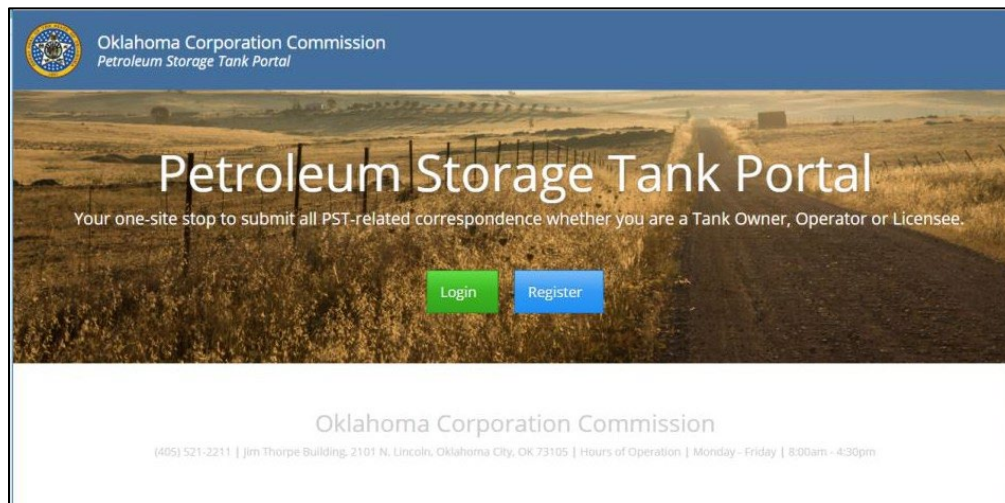 Oklahoma Corporation Commission
Petroleum Storage Tank Portal
Petroleum Storage Tank Portal
Your one-site stop to submit all PST-related correspondence whether you are a Tank Owner, Operator or Licensee.
Login Register
Oklahoma Corporation Commission
(405) 521-2211 | Jim Thorpe Building, 2101 N. Lincoln, Oklahoma City, OK 73105 | Hours of Operation | Monday - Friday | 8:00am - 4:30pm